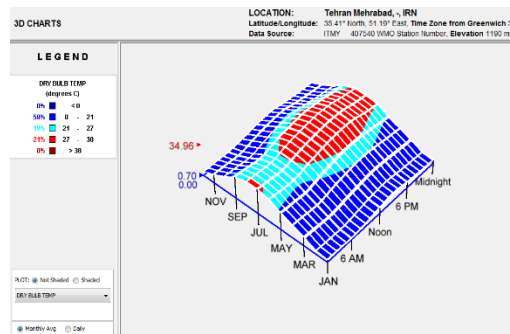 3D CHARTS
LOCATION: Tehran Mehrabad, -, IRN
Latitude/Longitude: 35.41° North, 51.19° East, Time Zone from Greenwich 3
Data Source: ITMY 407540 WMO Station Number, Elevation 1190 m
LEGEND
DRY BULB TEMP
(degrees C)
0% < 0
58% 0 - 21
21 - 27
21% 27 - 38
0% > 38
PLOT: Not Shaded Shaded
DRY BULB TEMP
Monthly Avg Daily
34.96
0.70
0.00
NOV
SEP
JUL
MAY
MAR
JAN
6 AM
Noon
6 PM
Midnight